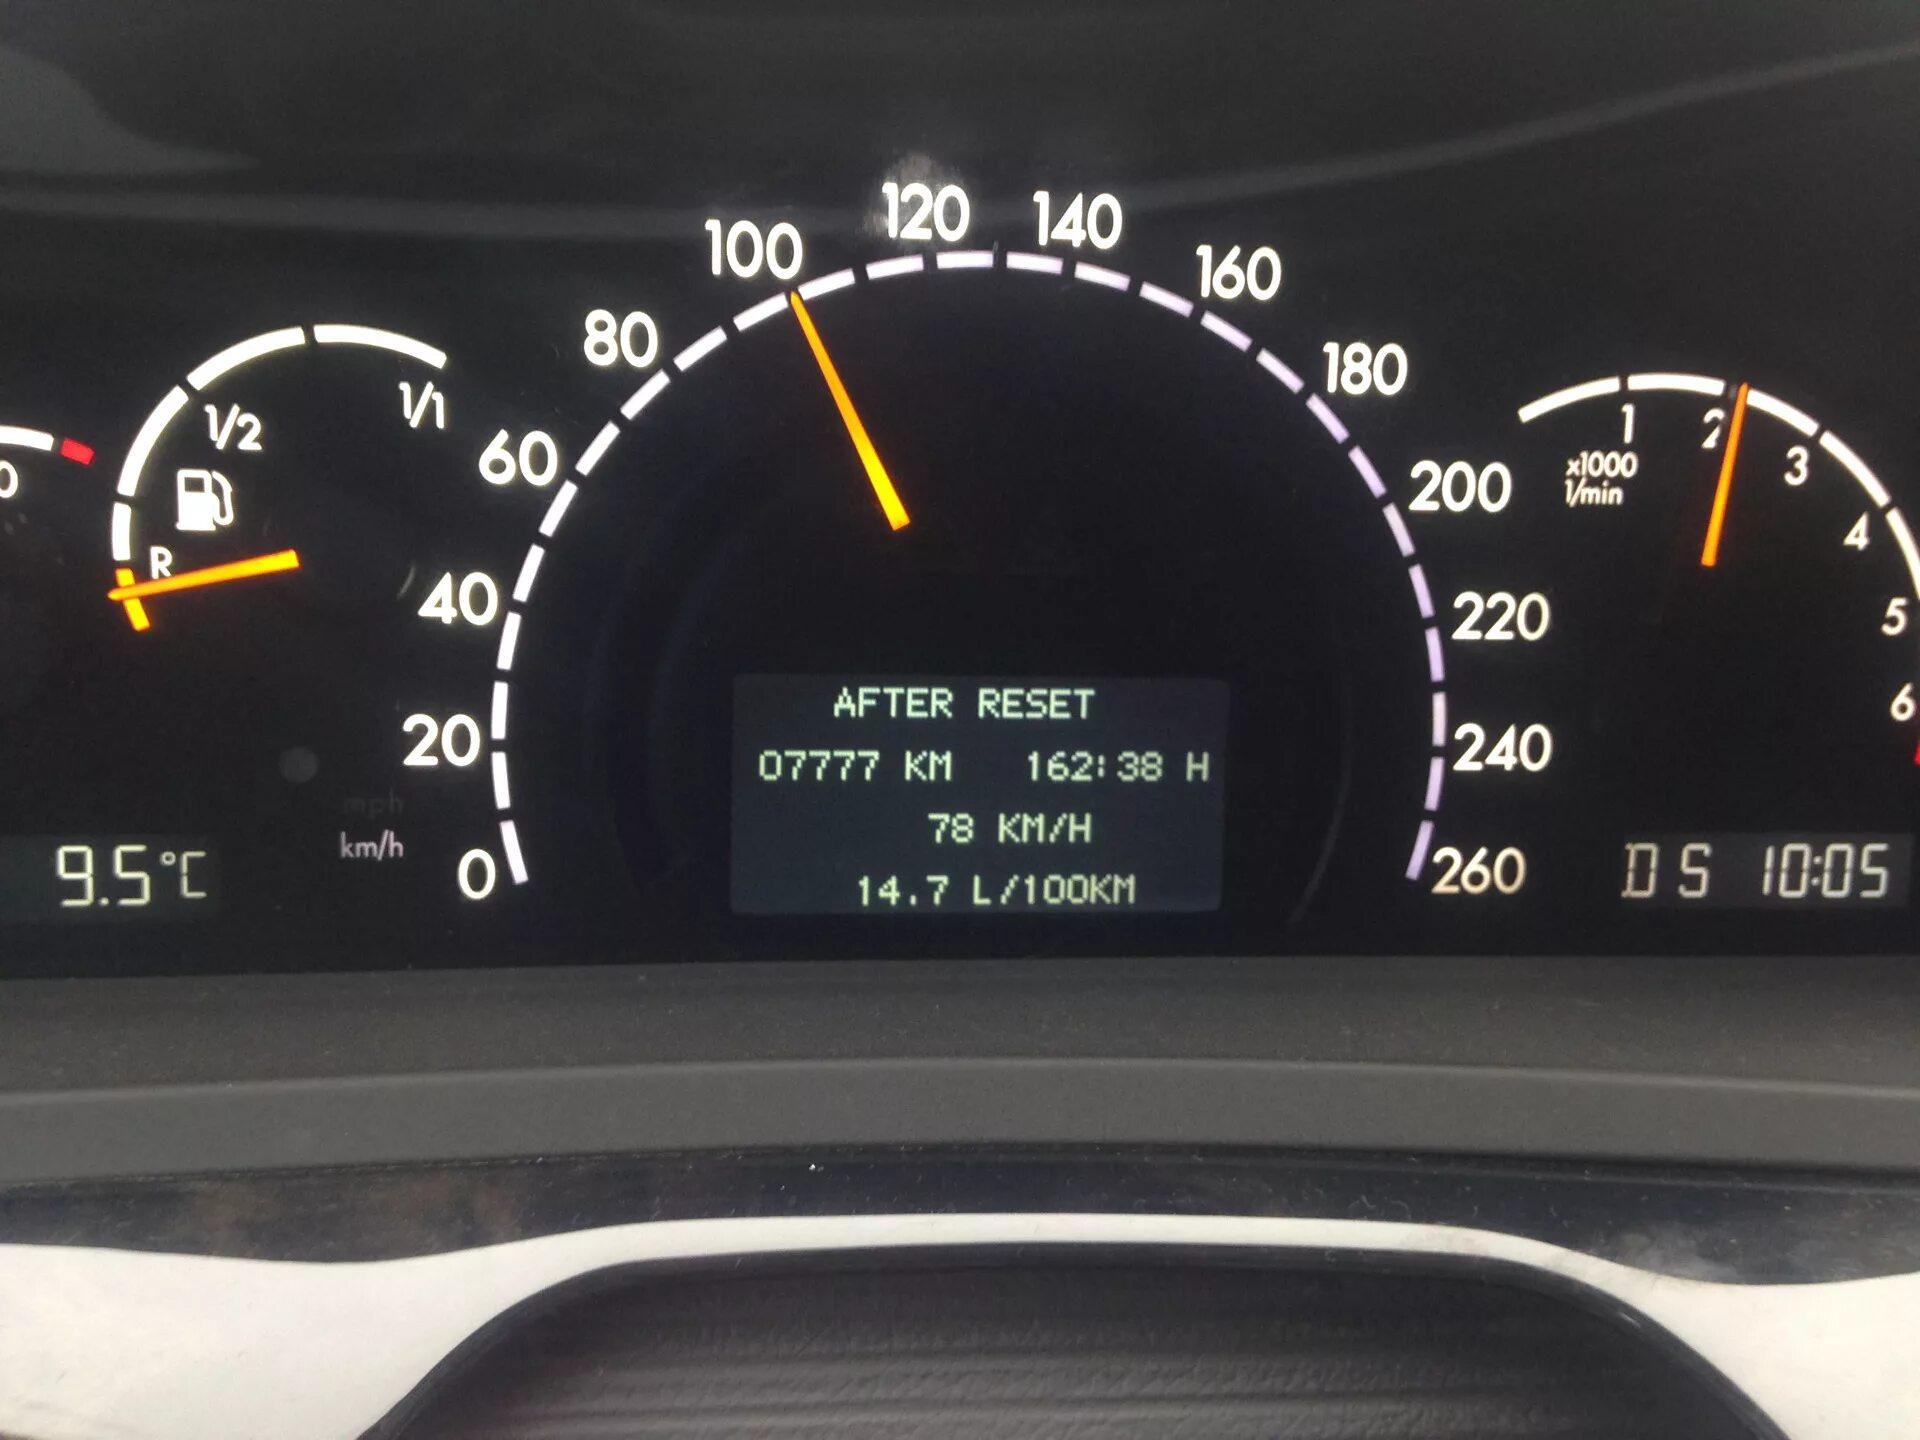 120 140
100 160
80 180
1/1
1/2
60
200
R
40
20
0
220
240
260
mph
km/h
1 2 3
x1000
1/min
4
5
6
0
AFTER RESET
07777 KM 162:38 H
78 KM/H
14.7 L/100KM
9.5°C
D S 10:05